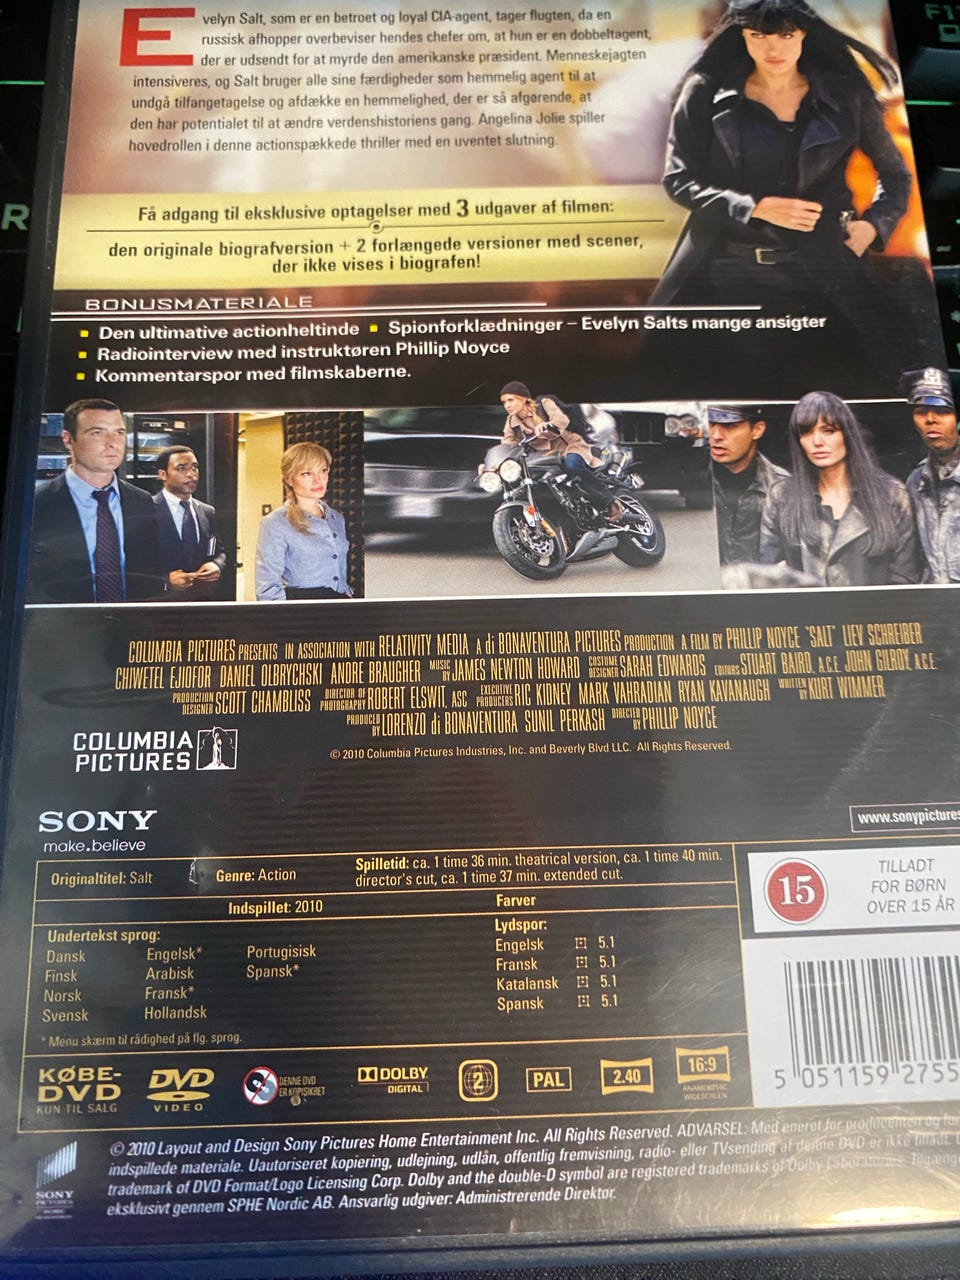 Evelyn Salt, som er en betroet og loyal CIA-agent, tager flugten, da en
russisk afhopper overbeviser hendes chefer om, at hun er en dobbeltagent,
der er udsendt for at myrde den amerikanske præsident. Menneskejagten
intensiveres, og Salt bruger alle sine færdigheder som hemmelig agent til at
undgå tilfangetagelse og afdække en hemmelighed, der er så afgørende, at
den har potentialet til at ændre verdenshistoriens gang. Angelina Jolie spiller
hovedrollen i denne actionspækkede thriller med en uventet slutning.
Få adgang til eksklusive optagelser med 3 udgaver af filmen:
den originale biografversion + 2 forlængede versioner med scener,
der ikke vises i biografen!
BONUSMATERIALE
Den ultimative actionheltinde ▪ Spionforklædninger – Evelyn Salts mange ansigter
Radiointerview med instruktøren Phillip Noyce
Kommentarspor med filmskaberne.
COLUMBIA PICTURES PRESENTS IN ASSOCIATION WITH RELATIVITY MEDIA A di BONAVENTURA PICTURES PRODUCTION A FILM BY PHILLIP NOYCE "SALT" LIEV SCHREIBER
CHIWETEL EJIOFOR DANIEL OLBRYCHSKI ANDRE BRAUGHER MUSIC BY JAMES NEWTON HOWARD COSTUME DESIGNER SARAH EDWARDS EDITORS STUART BAIRD, A.C.E. JOHN GILROY, A.C.E.
PRODUCTION DESIGNER SCOTT CHAMBLISS DIRECTOR OF PHOTOGRAPHY ROBERT ELSWIT, ASC EXECUTIVE PRODUCERS RIC KIDNEY MARK VAHRADIAN RYAN KAVANAUGH WRITTEN BY KURT WIMMER
PRODUCED BY LORENZO di BONAVENTURA SUNIL PERKASH DIRECTED BY PHILLIP NOYCE
© 2010 Columbia Pictures Industries, Inc. and Beverly Blvd LLC. All Rights Reserved.
COLUMBIA
PICTURES
SONY
make.believe
www.sonypictures
Originaltitel: Salt
Genre: Action
Spilletid: ca. 1 time 36 min. theatrical version, ca. 1 time 40 min.
director's cut, ca. 1 time 37 min. extended cut.
Indspillet: 2010
Farver
Undertekst sprog:
Dansk Engelsk* Portugisisk
Finsk Arabisk Spansk*
Norsk Fransk*
Svensk Hollandsk
* Menu skærm til rådighed på flg. sprog.
Lydspor:
Engelsk 5.1
Fransk 5.1
Katalansk 5.1
Spansk 5.1
15
TILLADT
FOR BØRN
OVER 15 ÅR
KØBE-
DVD
KUN TIL SALG
DVD
VIDEO
DENNE DVD
ER KOPISIKRET
DOLBY
DIGITAL
2
PAL
2.40
16:9
ANAMORPHIC
WIDESCREEN
5 051159 2755
© 2010 Layout and Design Sony Pictures Home Entertainment Inc. All Rights Reserved. ADVARSEL: Med eneret for producenten og for
indspillede materiale. Uautoriseret kopiering, udlejning, udlån, offentlig fremvisning, radio- eller TVsending af denne DVD er ikke tilladt.
trademark of DVD Format/Logo Licensing Corp. Dolby and the double-D symbol are registered trademarks of Dolby Laboratories.
eksklusivt gennem SPHE Nordic AB. Ansvarlig udgiver: Administrerende Direktør.
SONY
PICTURES
R